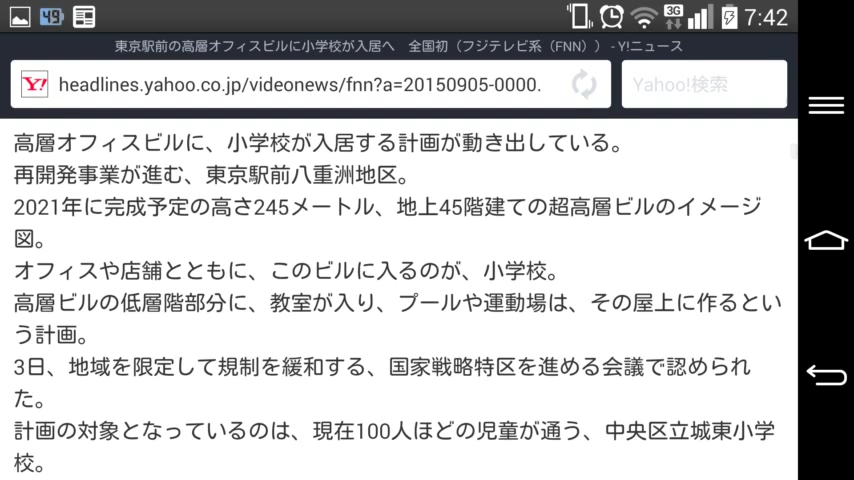 49
3G
7:42
東京駅前の高層オフィスビルに小学校が入居へ　全国初（フジテレビ系（FNN）） - Y!ニュース
Y! headlines.yahoo.co.jp/videonews/fnn?a=20150905-0000. Yahoo!検索
高層オフィスビルに、小学校が入居する計画が動き出している。
再開発事業が進む、東京駅前八重洲地区。
2021年に完成予定の高さ245メートル、地上45階建ての超高層ビルのイメージ
図。
オフィスや店舗とともに、このビルに入るのが、小学校。
高層ビルの低層階部分に、教室が入り、プールや運動場は、その屋上に作るとい
う計画。
3日、地域を限定して規制を緩和する、国家戦略特区を進める会議で認められ
た。
計画の対象となっているのは、現在100人ほどの児童が通う、中央区立城東小学
校。